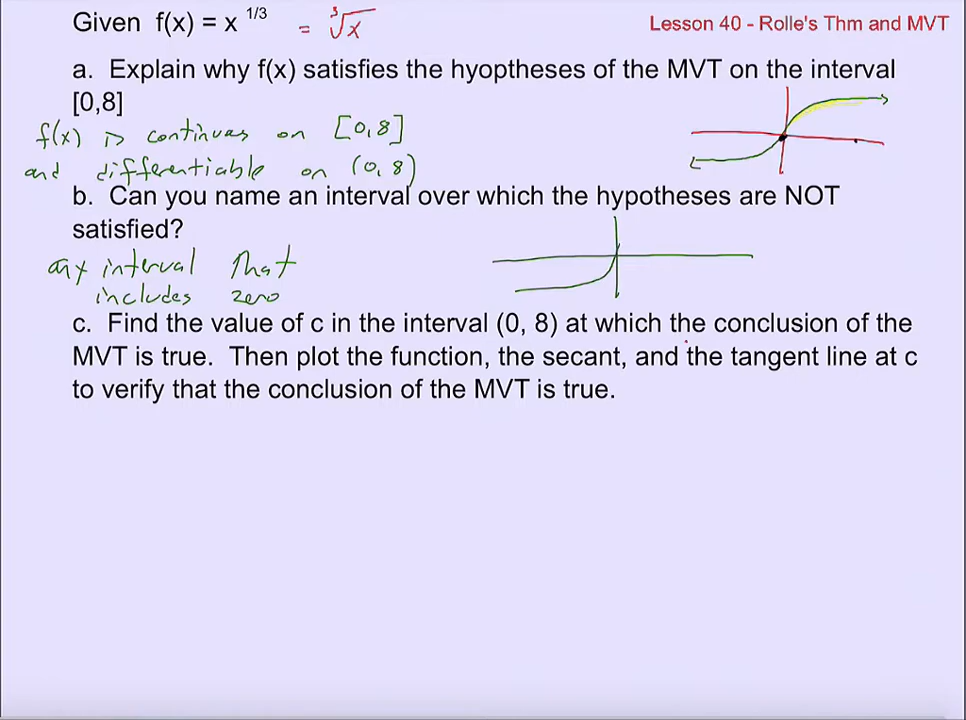 Given f(x) = x 1/3 = ∛x
Lesson 40 - Rolle's Thm and MVT
a. Explain why f(x) satisfies the hyoptheses of the MVT on the interval
[0,8]
f(x) is continues on [0,8]
and differentiable on (0,8)
b. Can you name an interval over which the hypotheses are NOT
satisfied?
any interval that
includes zero
c. Find the value of c in the interval (0, 8) at which the conclusion of the
MVT is true. Then plot the function, the secant, and the tangent line at c
to verify that the conclusion of the MVT is true.